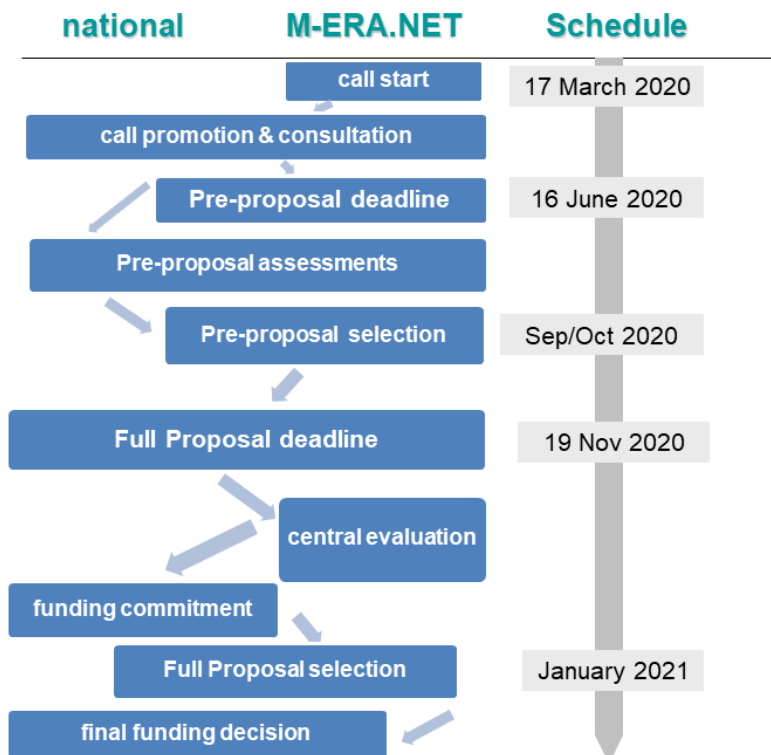 national M-ERA.NET Schedule
call start 17 March 2020
call promotion & consultation
Pre-proposal deadline 16 June 2020
Pre-proposal assessments
Pre-proposal selection Sep/Oct 2020
Full Proposal deadline 19 Nov 2020
central evaluation
funding commitment
Full Proposal selection January 2021
final funding decision